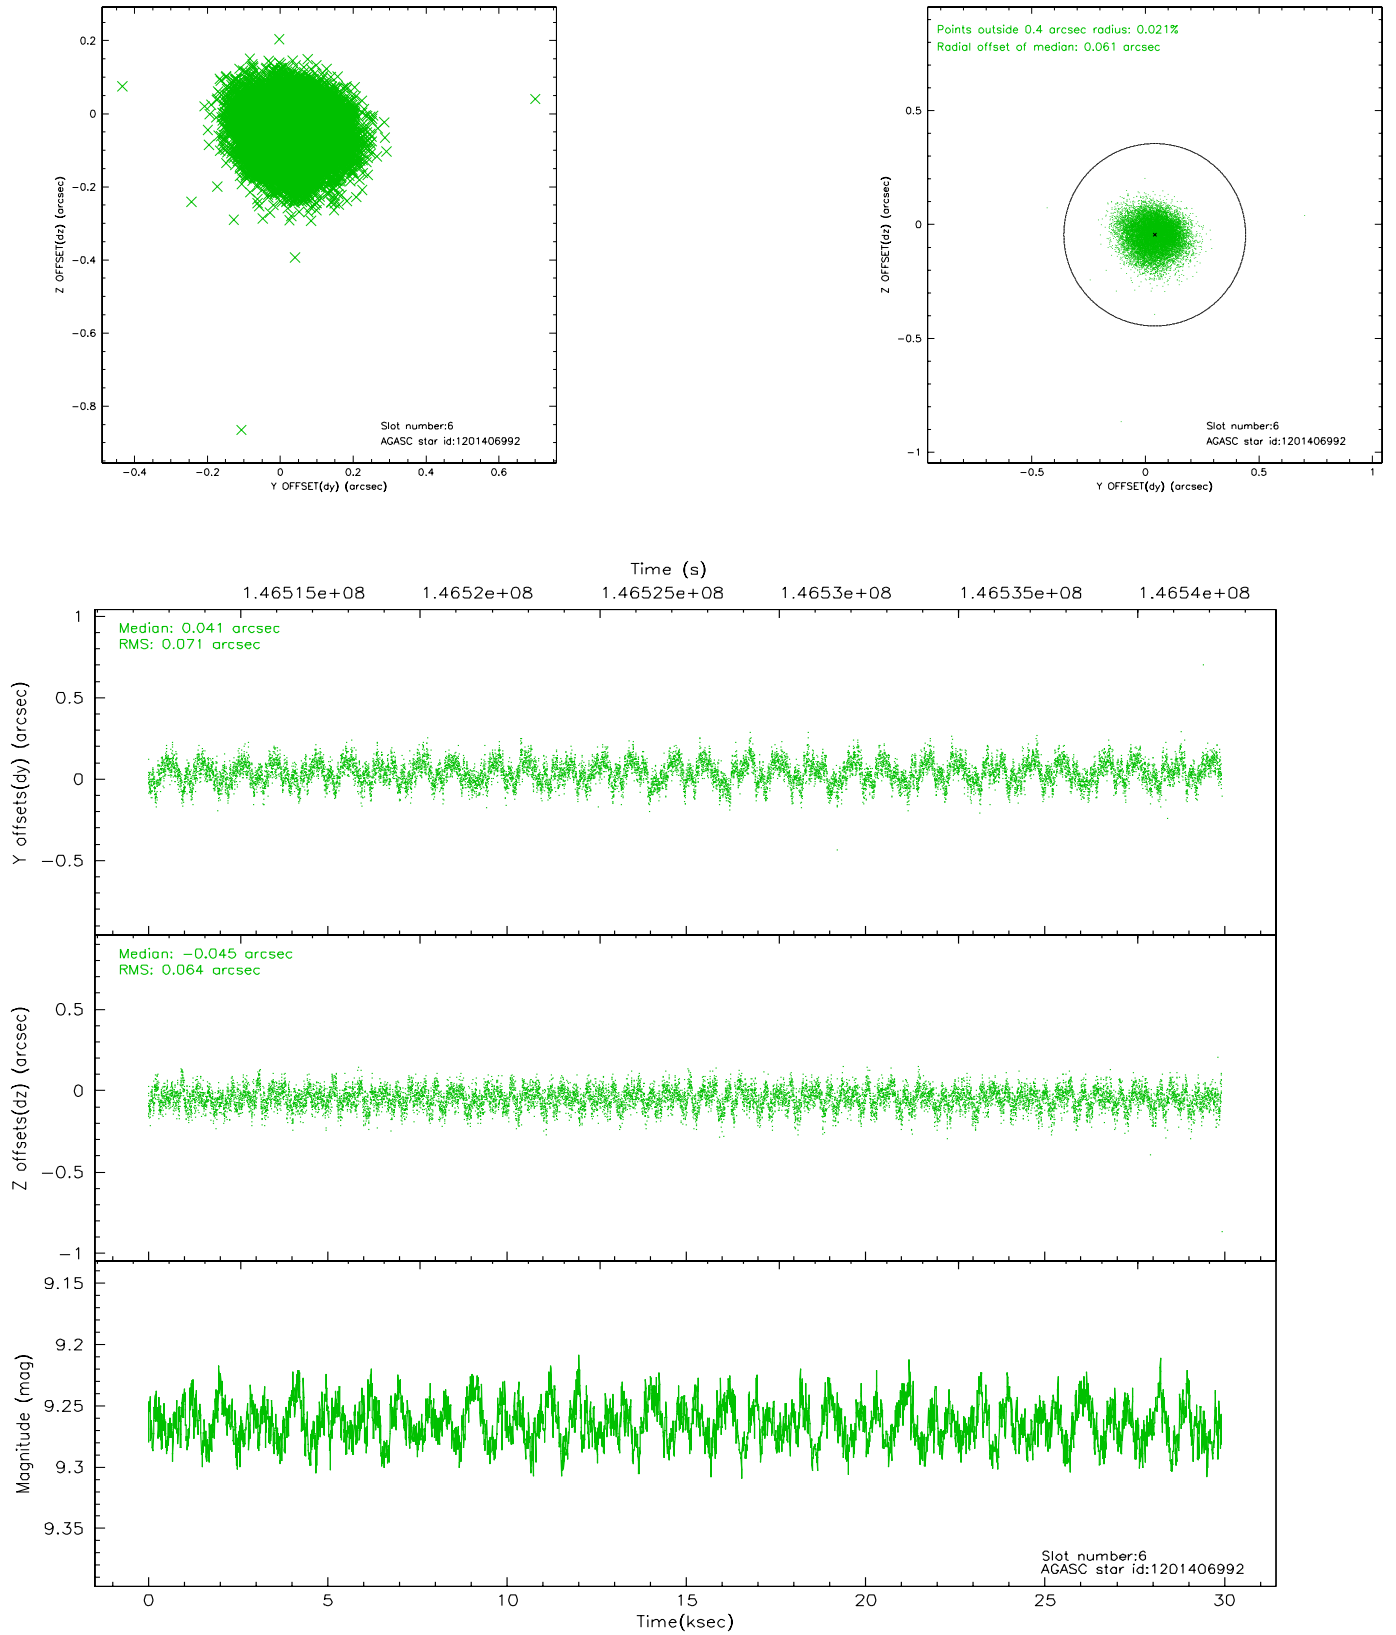 0.2
0
−0.2
−0.4
−0.6
−0.8
Z OFFSET(dz) (arcsec)
Slot number:6
AGASC star id:1201406992
−0.4 −0.2 0 0.2 0.4 0.6
Y OFFSET(dy) (arcsec)
Points outside 0.4 arcsec radius: 0.021%
Radial offset of median: 0.061 arcsec
0.5
0
−0.5
−1
Z OFFSET(dz) (arcsec)
Slot number:6
AGASC star id:1201406992
−0.5 0 0.5 1
Y OFFSET(dy) (arcsec)
Time (s)
1.46515e+08 1.4652e+08 1.46525e+08 1.4653e+08 1.46535e+08 1.4654e+08
Median: 0.041 arcsec
RMS: 0.071 arcsec
1
0.5
0
−0.5
Y offsets(dy) (arcsec)
Median: −0.045 arcsec
RMS: 0.064 arcsec
0.5
0
−0.5
−1
Z offsets(dz) (arcsec)
9.15
9.2
9.25
9.3
9.35
Magnitude (mag)
Slot number:6
AGASC star id:1201406992
0 5 10 15 20 25 30
Time(ksec)